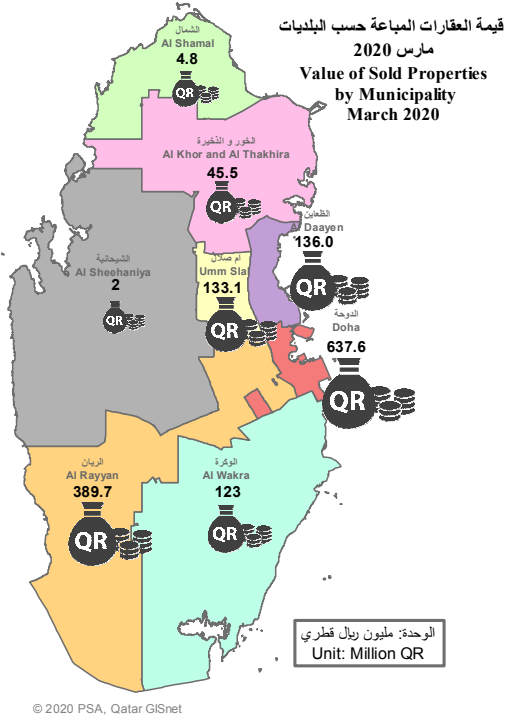 قيمة العقارات المباعة حسب البلديات
مارس 2020
Value of Sold Properties
by Municipality
March 2020
الشمال
Al Shamal
4.8
QR
الخور و الذخيرة
Al Khor and Al Thakhira
45.5
QR
الظعاين
Al Daayen
136.0
QR
ام صلال
Umm Slal
133.1
QR
الشيحانية
Al Sheehaniya
2
QR
الدوحة
Doha
637.6
QR
الريان
Al Rayyan
389.7
QR
الوكرة
Al Wakra
123
QR
الوحدة: مليون ريال قطري
Unit: Million QR
© 2020 PSA, Qatar GISnet